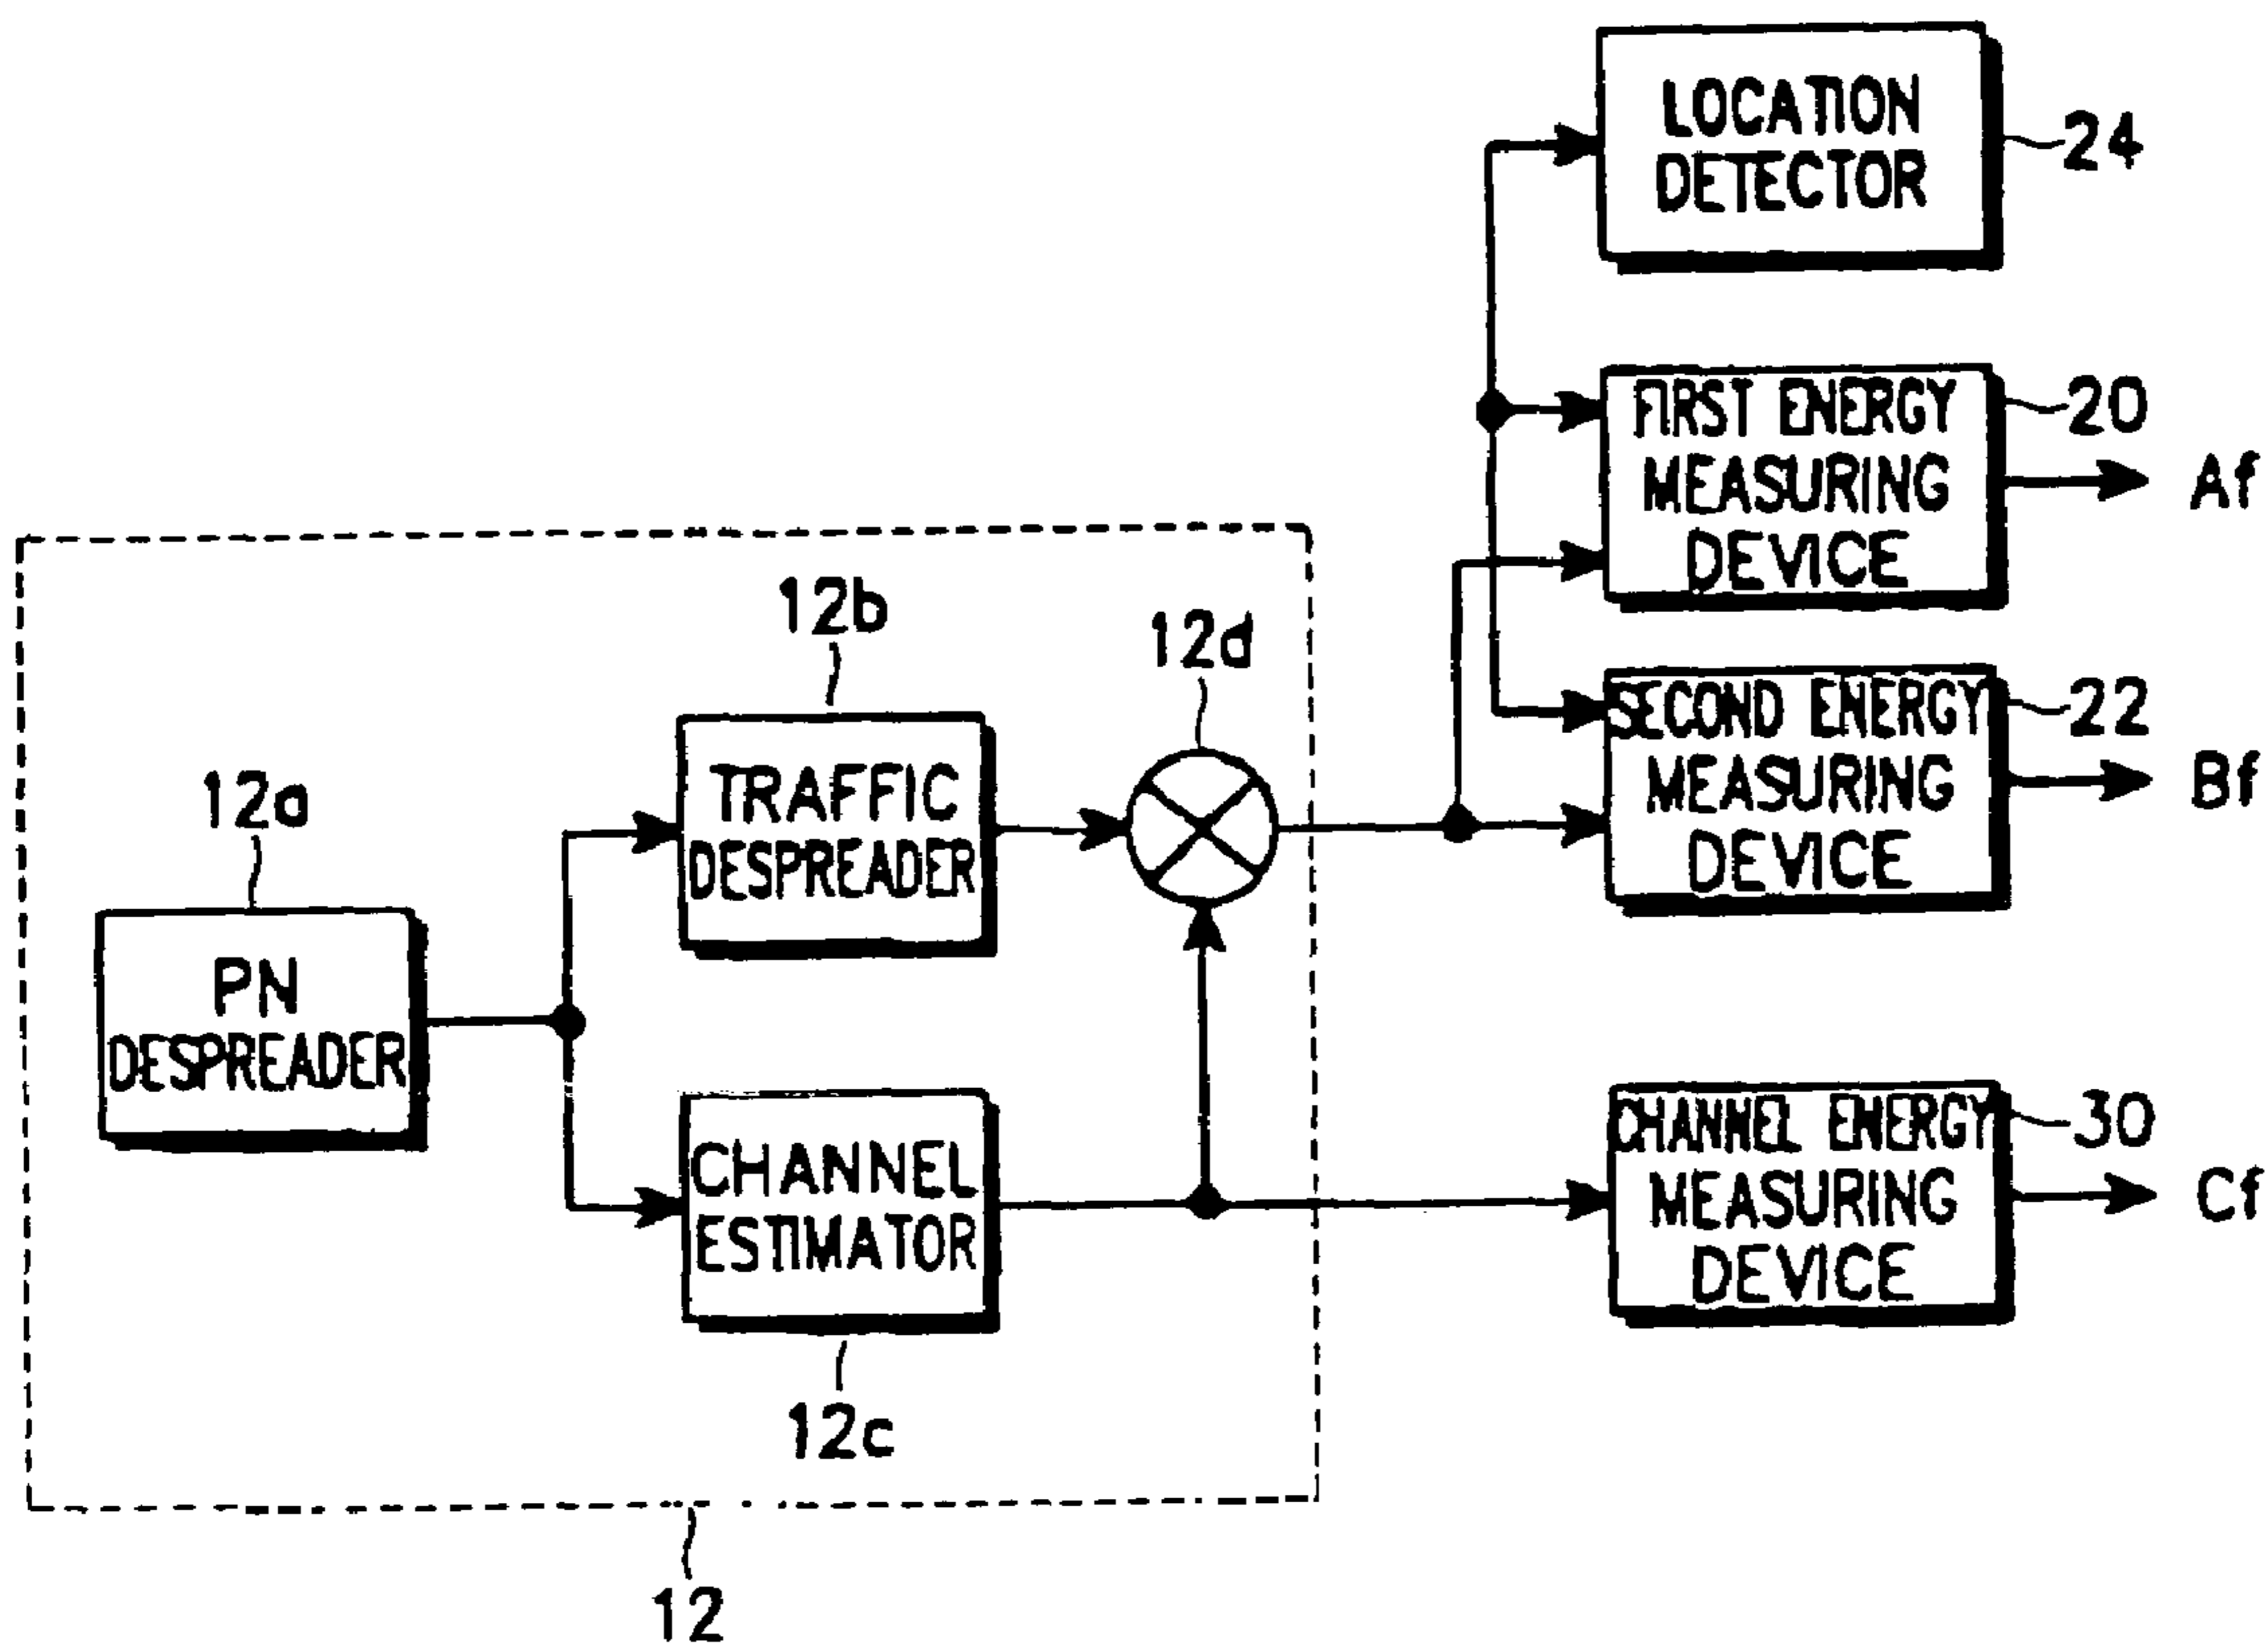 LOCATION
DETECTOR
24
FIRST ENERGY
MEASURING
DEVICE
20
Af
SECOND ENERGY
MEASURING
DEVICE
22
Bf
12b
12d
12a
TRAFFIC
DESPREADER
PN
DESPREADER
CHANNEL
ESTIMATOR
12c
CHANNEL ENERGY
MEASURING
DEVICE
30
Cf
12